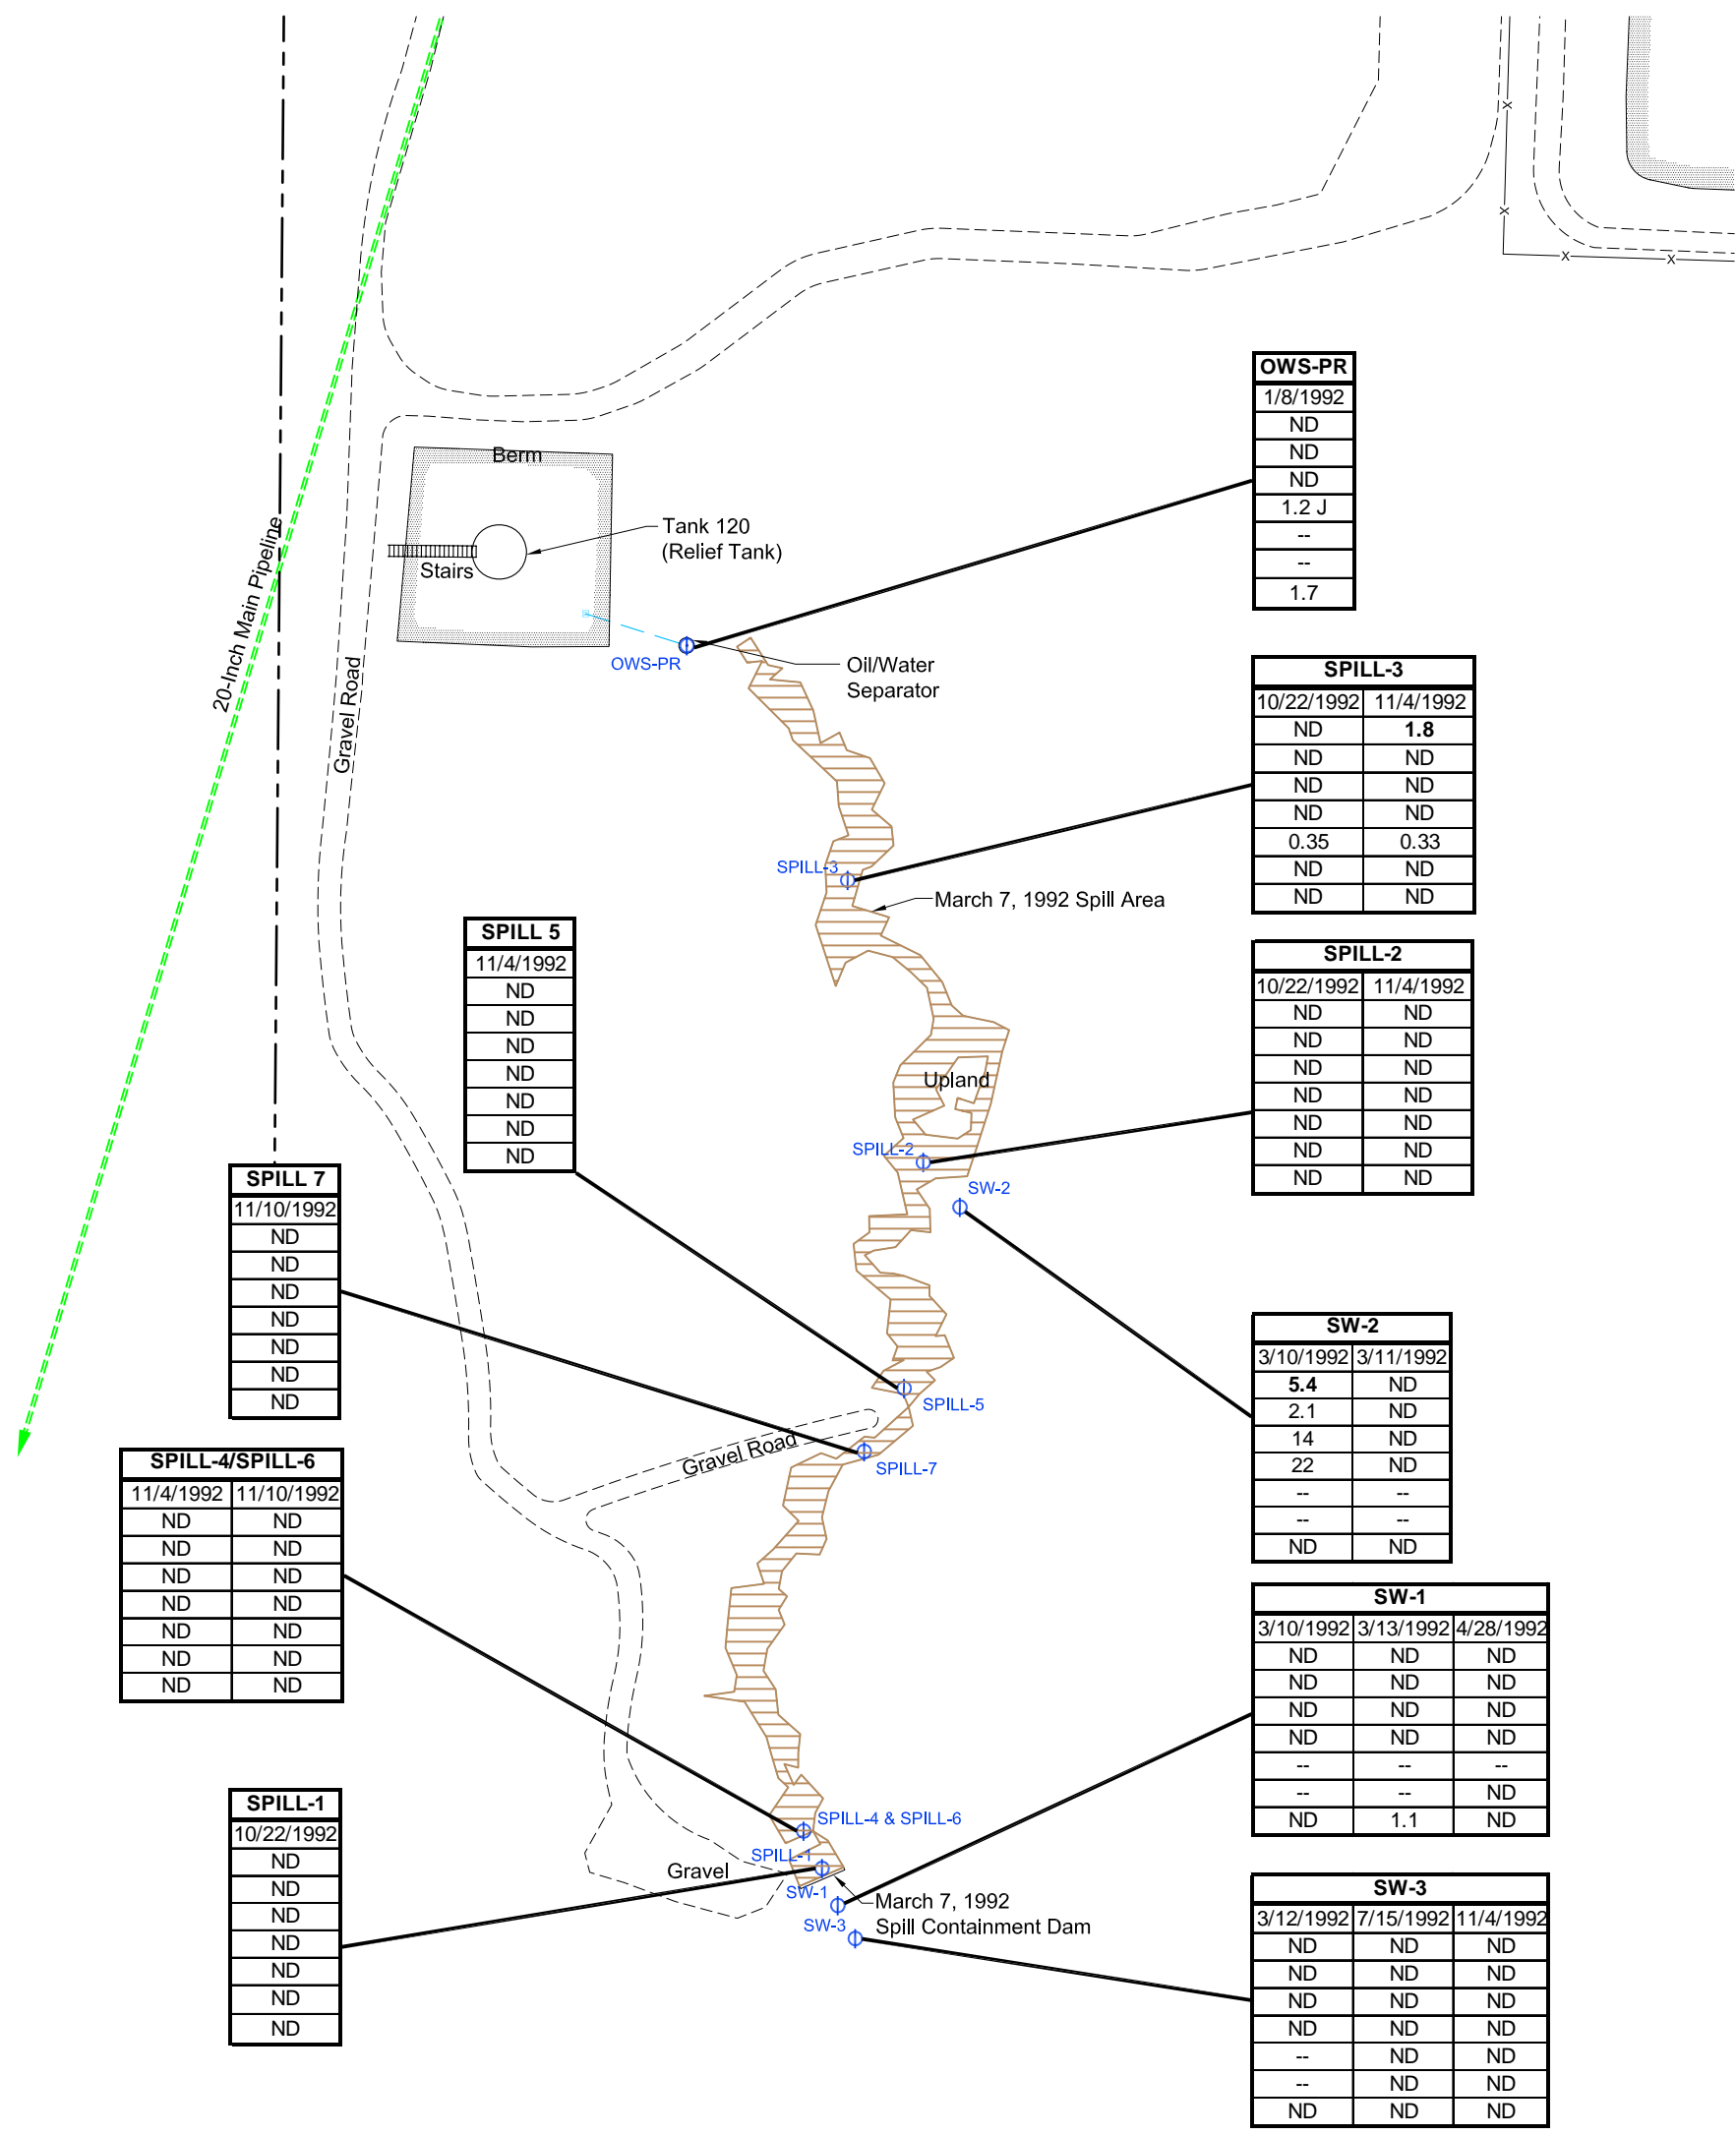 OWS-PR
1/8/1992
ND
ND
ND
1.2 J
--
--
1.7
Berm
Tank 120
(Relief Tank)
Stairs
20-Inch Main Pipeline
Gravel Road
OWS-PR
Oil/Water
Separator
SPILL-3
10/22/1992 11/4/1992
ND 1.8
ND ND
ND ND
ND ND
0.35 0.33
ND ND
ND ND
SPILL-3
March 7, 1992 Spill Area
SPILL 5
11/4/1992
ND
ND
ND
ND
ND
ND
ND
SPILL-2
10/22/1992 11/4/1992
ND ND
ND ND
ND ND
ND ND
ND ND
ND ND
ND ND
Upland
SPILL-2
SW-2
SPILL 7
11/10/1992
ND
ND
ND
ND
ND
ND
ND
SW-2
3/10/1992 3/11/1992
5.4 ND
2.1 ND
14 ND
22 ND
-- --
-- --
ND ND
SPILL-5
Gravel Road
SPILL-7
SPILL-4/SPILL-6
11/4/1992 11/10/1992
ND ND
ND ND
ND ND
ND ND
ND ND
ND ND
ND ND
SW-1
3/10/1992 3/13/1992 4/28/1992
ND ND ND
ND ND ND
ND ND ND
ND ND ND
-- -- --
-- -- ND
ND 1.1 ND
SPILL-1
10/22/1992
ND
ND
ND
ND
ND
ND
ND
SPILL-4 & SPILL-6
SPILL-1
Gravel
SW-1
March 7, 1992
Spill Containment Dam
SW-3
SW-3
3/12/1992 7/15/1992 11/4/1992
ND ND ND
ND ND ND
ND ND ND
ND ND ND
-- ND ND
-- ND ND
ND ND ND
x
x
x
x